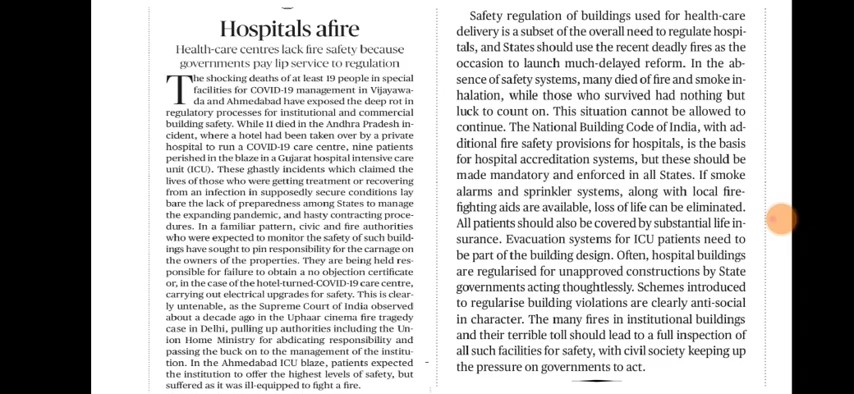 Hospitals afire
Health-care centres lack fire safety because
governments pay lip service to regulation
The shocking deaths of at least 19 people in special
facilities for COVID-19 management in Vijayawa-
da and Ahmedabad have exposed the deep rot in
regulatory processes for institutional and commercial
building safety. While 11 died in the Andhra Pradesh in-
cident, where a hotel had been taken over by a private
hospital to run a COVID-19 care centre, nine patients
perished in the blaze in a Gujarat hospital intensive care
unit (ICU). These ghastly incidents which claimed the
lives of those who were getting treatment or recovering
from an infection in supposedly secure conditions lay
bare the lack of preparedness among States to manage
the expanding pandemic, and hasty contracting proce-
dures. In a familiar pattern, civic and fire authorities
who were expected to monitor the safety of such build-
ings have sought to pin responsibility for the carnage on
the owners of the properties. They are being held res-
ponsible for failure to obtain a no objection certificate
or, in the case of the hotel-turned-COVID-19 care centre,
carrying out electrical upgrades for safety. This is clear-
ly untenable, as the Supreme Court of India observed
about a decade ago in the Uphaar cinema fire tragedy
case in Delhi, pulling up authorities including the Un-
ion Home Ministry for abdicating responsibility and
passing the buck on to the management of the institu-
tion. In the Ahmedabad ICU blaze, patients expected
the institution to offer the highest levels of safety, but
suffered as it was ill-equipped to fight a fire.
Safety regulation of buildings used for health-care
delivery is a subset of the overall need to regulate hospi-
tals, and States should use the recent deadly fires as the
occasion to launch much-delayed reform. In the ab-
sence of safety systems, many died of fire and smoke in-
halation, while those who survived had nothing but
luck to count on. This situation cannot be allowed to
continue. The National Building Code of India, with ad-
ditional fire safety provisions for hospitals, is the basis
for hospital accreditation systems, but these should be
made mandatory and enforced in all States. If smoke
alarms and sprinkler systems, along with local fire-
fighting aids are available, loss of life can be eliminated.
All patients should also be covered by substantial life in-
surance. Evacuation systems for ICU patients need to
be part of the building design. Often, hospital buildings
are regularised for unapproved constructions by State
governments acting thoughtlessly. Schemes introduced
to regularise building violations are clearly anti-social
in character. The many fires in institutional buildings
and their terrible toll should lead to a full inspection of
all such facilities for safety, with civil society keeping up
the pressure on governments to act.